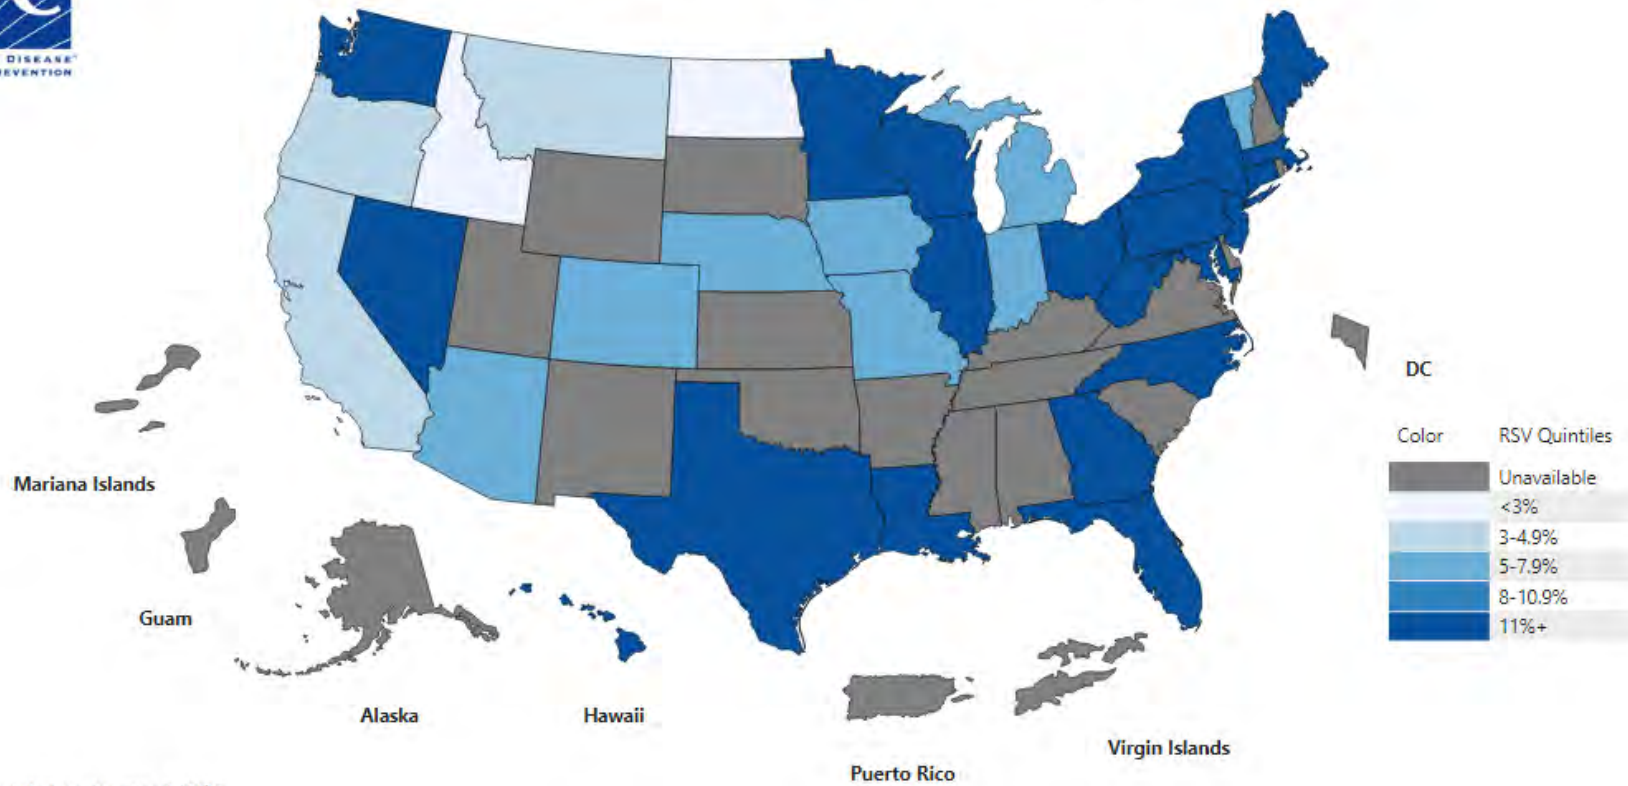 C
DISEASE
REVENTION
DC
Color RSV Quintiles
Unavailable
<3%
3-4.9%
5-7.9%
8-10.9%
11%+
Mariana Islands
Guam
Alaska
Hawaii
Virgin Islands
Puerto Rico